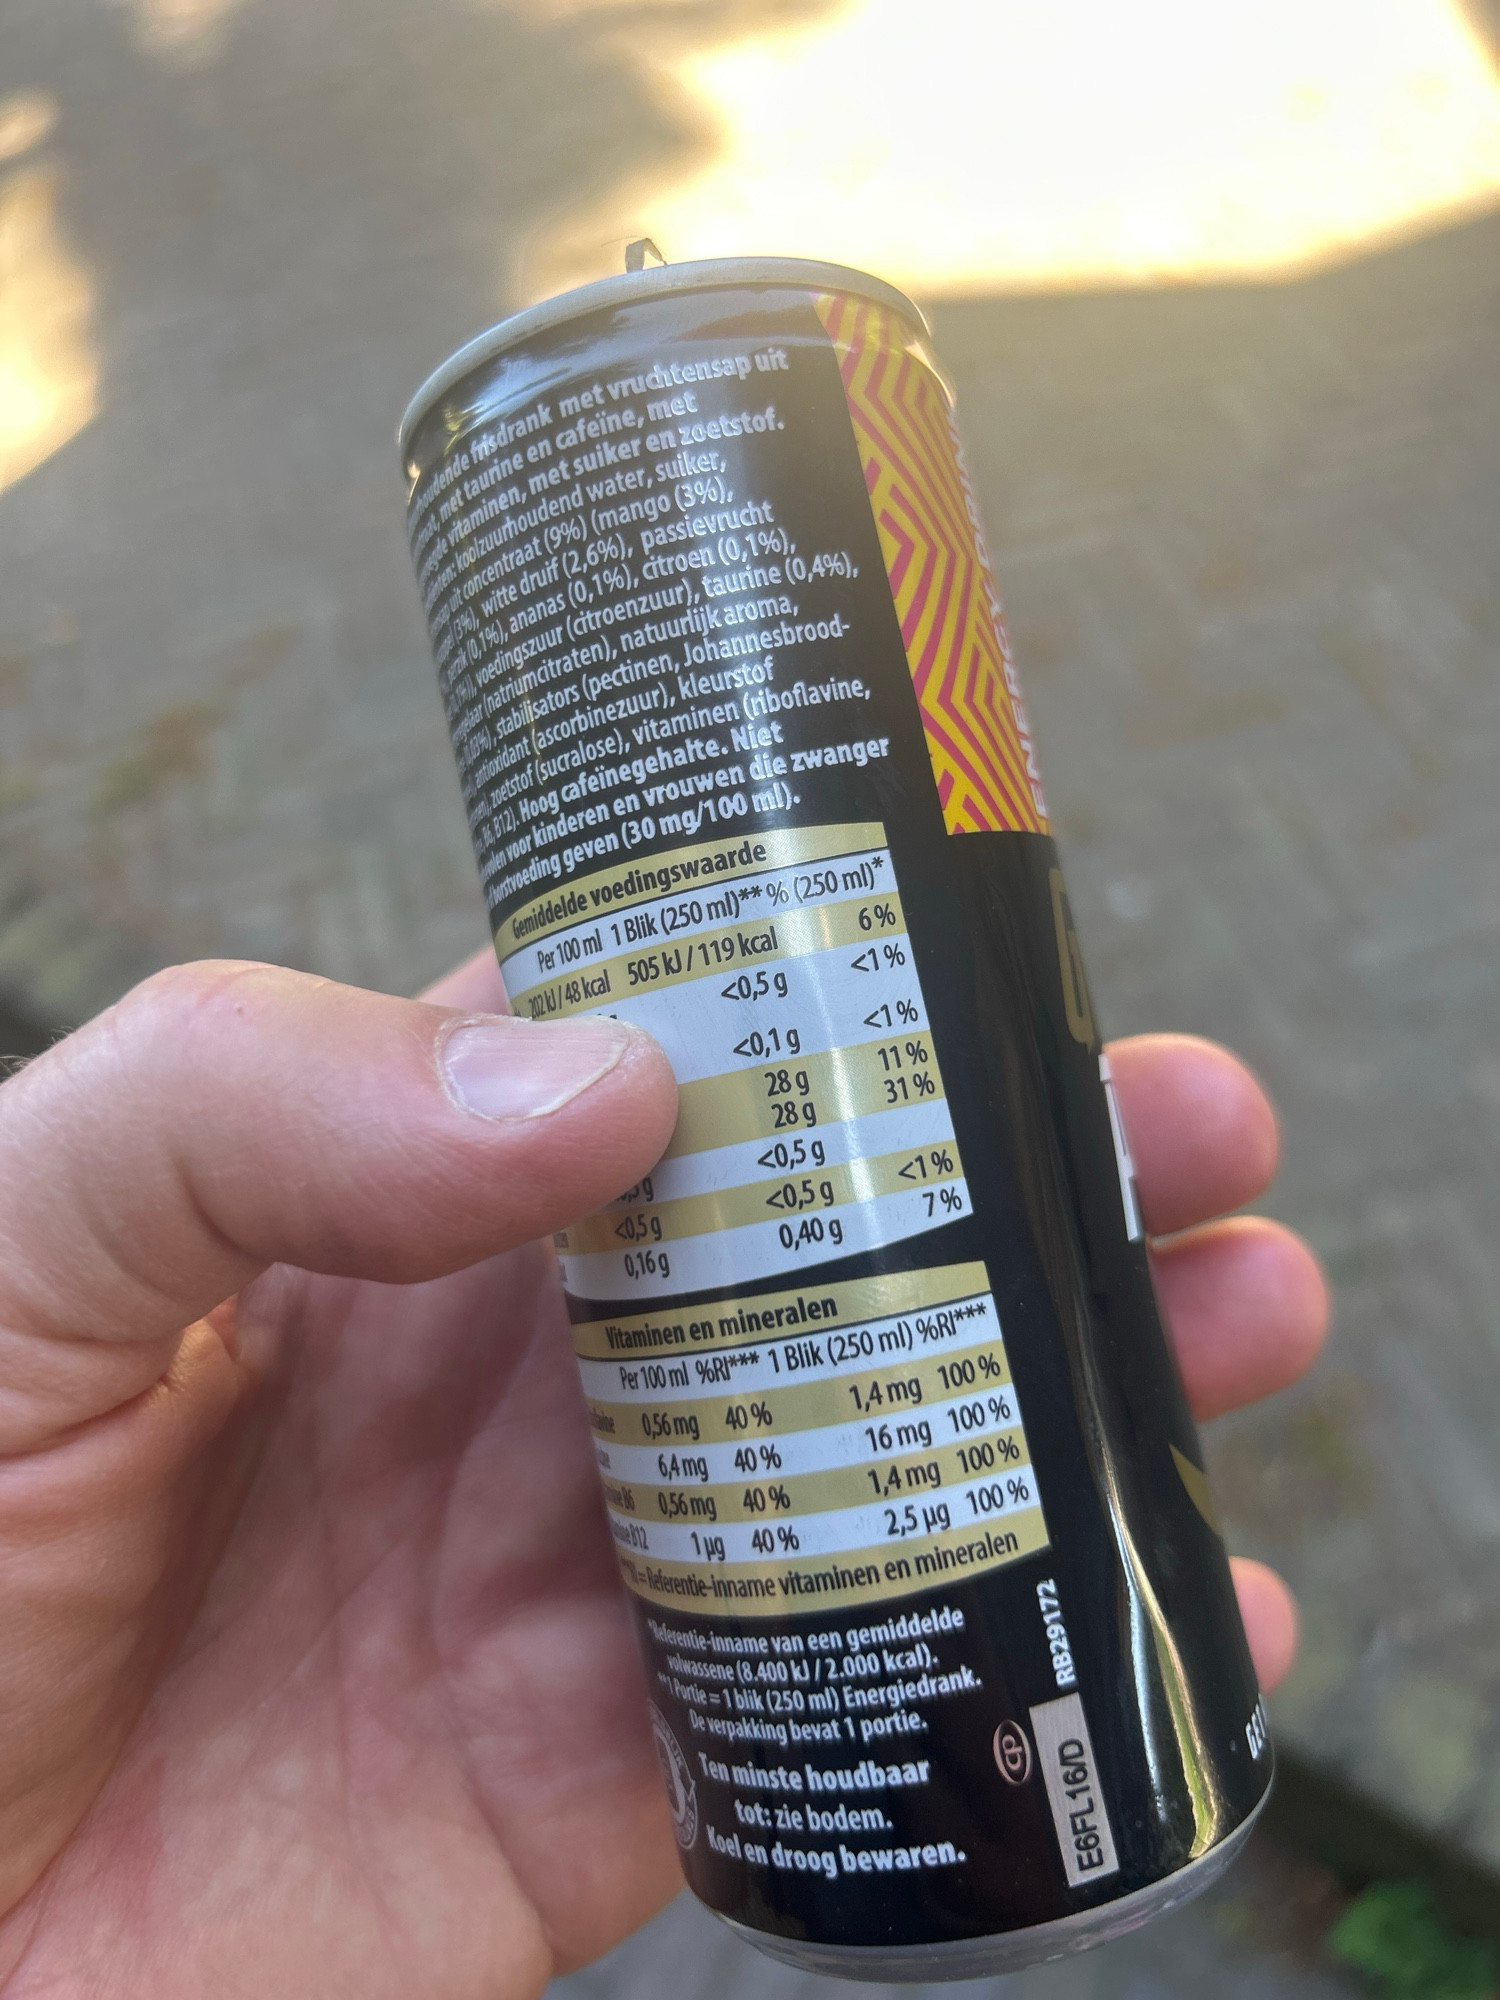 frisdrank met vruchtensap uit
met taurine en cafeïne, met
vitaminen, met suiker en zoetstof.
koolzuurhoudend water, suiker,
uit concentraat (9%) (mango (3%),
(3%), witte druif (2,6%), passievrucht
(0,1%), ananas (0,1%), citroen (0,1%),
voedingszuur (citroenzuur), taurine (0,4%),
(natriumcitraten), natuurlijk aroma,
stabilisators (pectinen, Johannesbrood-
antioxidant (ascorbinezuur), kleurstof
zoetstof (sucralose), vitaminen (riboflavine,
B12). Hoog cafeïnegehalte. Niet
voor kinderen en vrouwen die zwanger
borstvoeding geven (30 mg/100 ml).
Gemiddelde voedingswaarde
Per 100 ml 1 Blik (250 ml)** % (250 ml)*
202 kJ / 48 kcal 505 kJ / 119 kcal 6 %
<0,5 g <1 %
<0,1 g <1 %
28 g 11 %
28 g 31 %
<0,5 g
<0,5 g <0,5 g <1 %
0,16 g 0,40 g 7 %
Vitaminen en mineralen
Per 100 ml %RI*** 1 Blik (250 ml) %RI***
0,56 mg 40 % 1,4 mg 100 %
6,4 mg 40 % 16 mg 100 %
B6 0,56 mg 40 % 1,4 mg 100 %
B12 1 µg 40 % 2,5 µg 100 %
= Referentie-inname vitaminen en mineralen
*Referentie-inname van een gemiddelde
volwassene (8.400 kJ / 2.000 kcal).
**1 Portie = 1 blik (250 ml) Energiedrank.
De verpakking bevat 1 portie.
Ten minste houdbaar
tot: zie bodem.
Koel en droog bewaren.
RB29172
E6FL16/D
cp
ENERGY DRINK